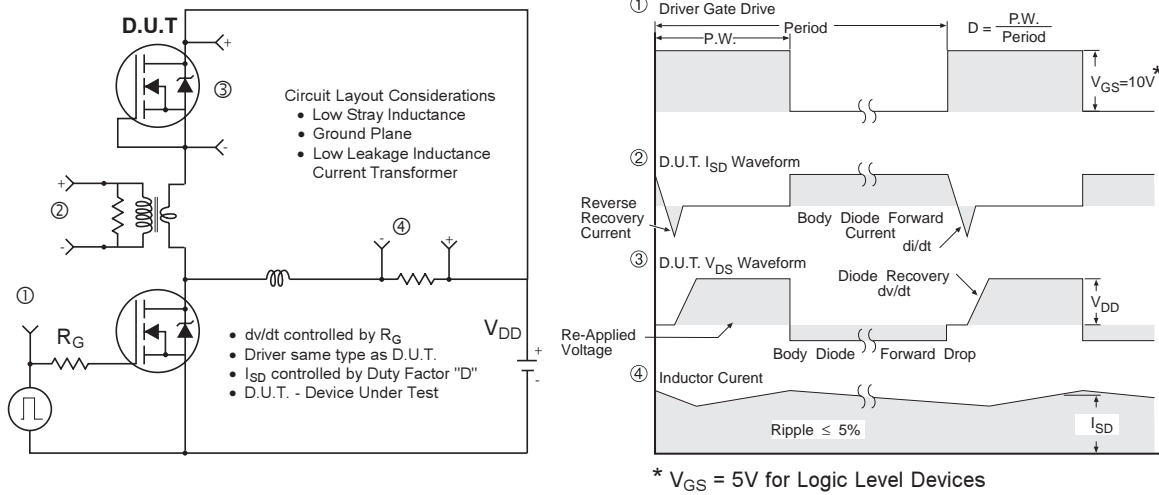 D.U.T
+
③
-
Circuit Layout Considerations
• Low Stray Inductance
• Ground Plane
• Low Leakage Inductance
Current Transformer
+
②
-
④
- +
①
R_G
• dv/dt controlled by R_G
• Driver same type as D.U.T.
• I_SD controlled by Duty Factor "D"
• D.U.T. - Device Under Test
V_DD
+
-
① Driver Gate Drive
Period
P.W.
D = P.W. / Period
V_GS=10V *
② D.U.T. I_SD Waveform
Reverse
Recovery
Current
Body Diode Forward
Current
di/dt
③ D.U.T. V_DS Waveform
Diode Recovery
dv/dt
V_DD
Re-Applied
Voltage
Body Diode Forward Drop
④ Inductor Curent
Ripple ≤ 5%
I_SD
* V_GS = 5V for Logic Level Devices